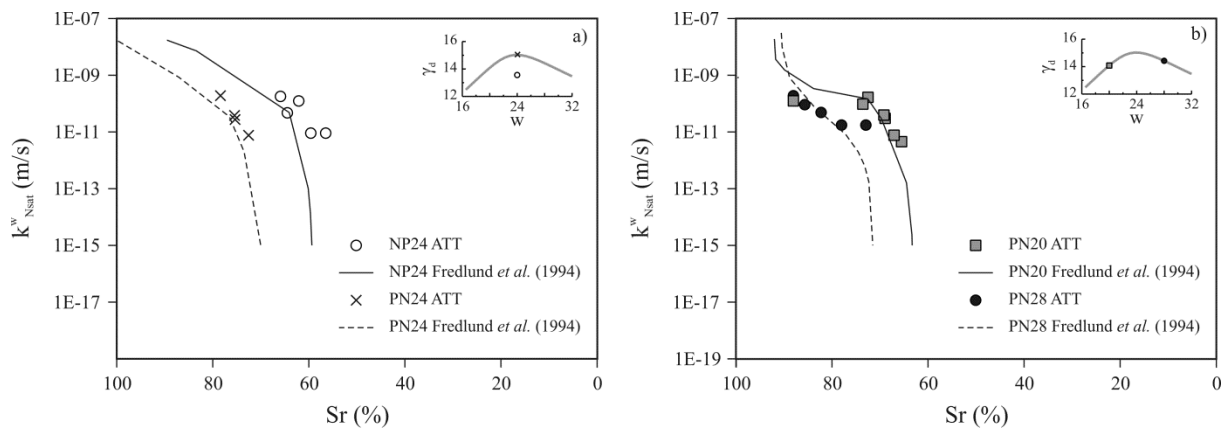 1E-07
1E-09
1E-11
1E-13
1E-15
1E-17
k^w_Nsat (m/s)
100 80 60 40 20 0
Sr (%)
a)
16
14
12
γd
16 24 32
W
NP24 ATT
NP24 Fredlund et al. (1994)
PN24 ATT
PN24 Fredlund et al. (1994)
1E-07
1E-09
1E-11
1E-13
1E-15
1E-17
1E-19
k^w_Nsat (m/s)
100 80 60 40 20 0
Sr (%)
b)
16
14
12
γd
16 24 32
W
PN20 ATT
PN20 Fredlund et al. (1994)
PN28 ATT
PN28 Fredlund et al. (1994)